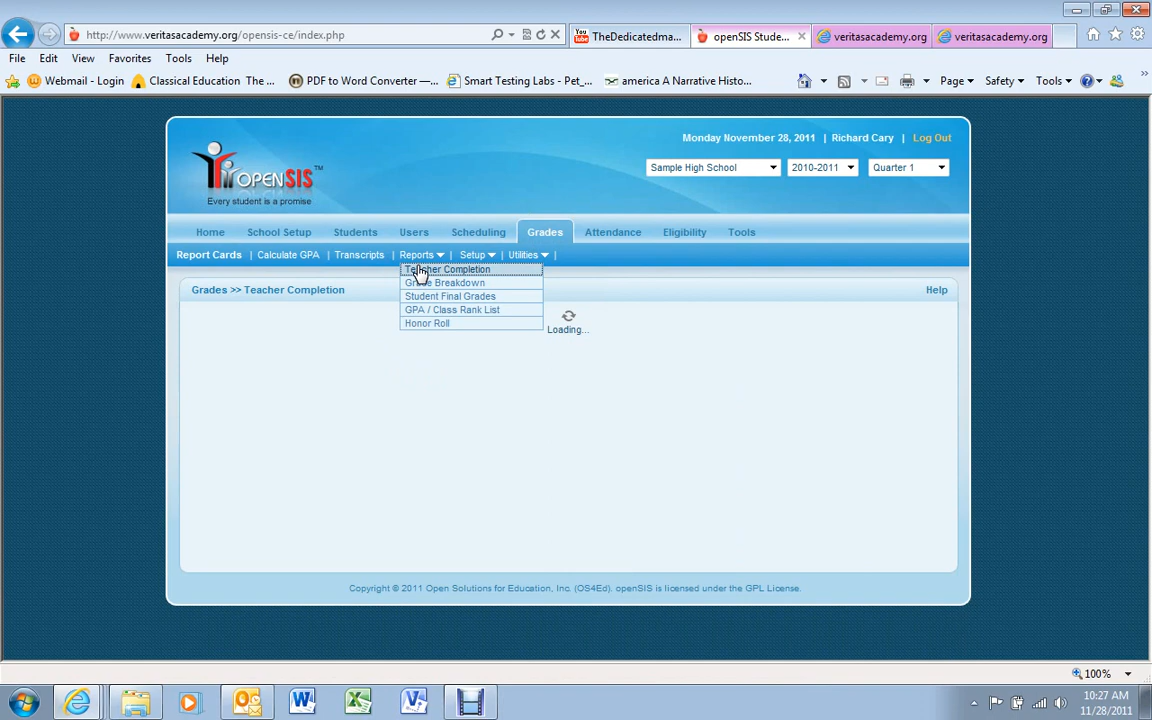 http://www.veritasacademy.org/opensis-ce/index.php
You Tube TheDedicatedma...
openSIS Stude...
veritasacademy.org
veritasacademy.org
File Edit View Favorites Tools Help
Webmail - Login
Classical Education The ...
PDF to Word Converter —...
Smart Testing Labs - Pet_...
america A Narrative Histo...
Page Safety Tools
Monday November 28, 2011 | Richard Cary | Log Out
OPENSIS™
Every student is a promise
Sample High School 2010-2011 Quarter 1
Home School Setup Students Users Scheduling Grades Attendance Eligibility Tools
Report Cards | Calculate GPA | Transcripts | Reports | Setup | Utilities |
Teacher Completion
Grade Breakdown
Student Final Grades
GPA / Class Rank List
Honor Roll
Grades >> Teacher Completion
Help
Loading...
Copyright © 2011 Open Solutions for Education, Inc. (OS4Ed). openSIS is licensed under the GPL License.
100%
10:27 AM
11/28/2011